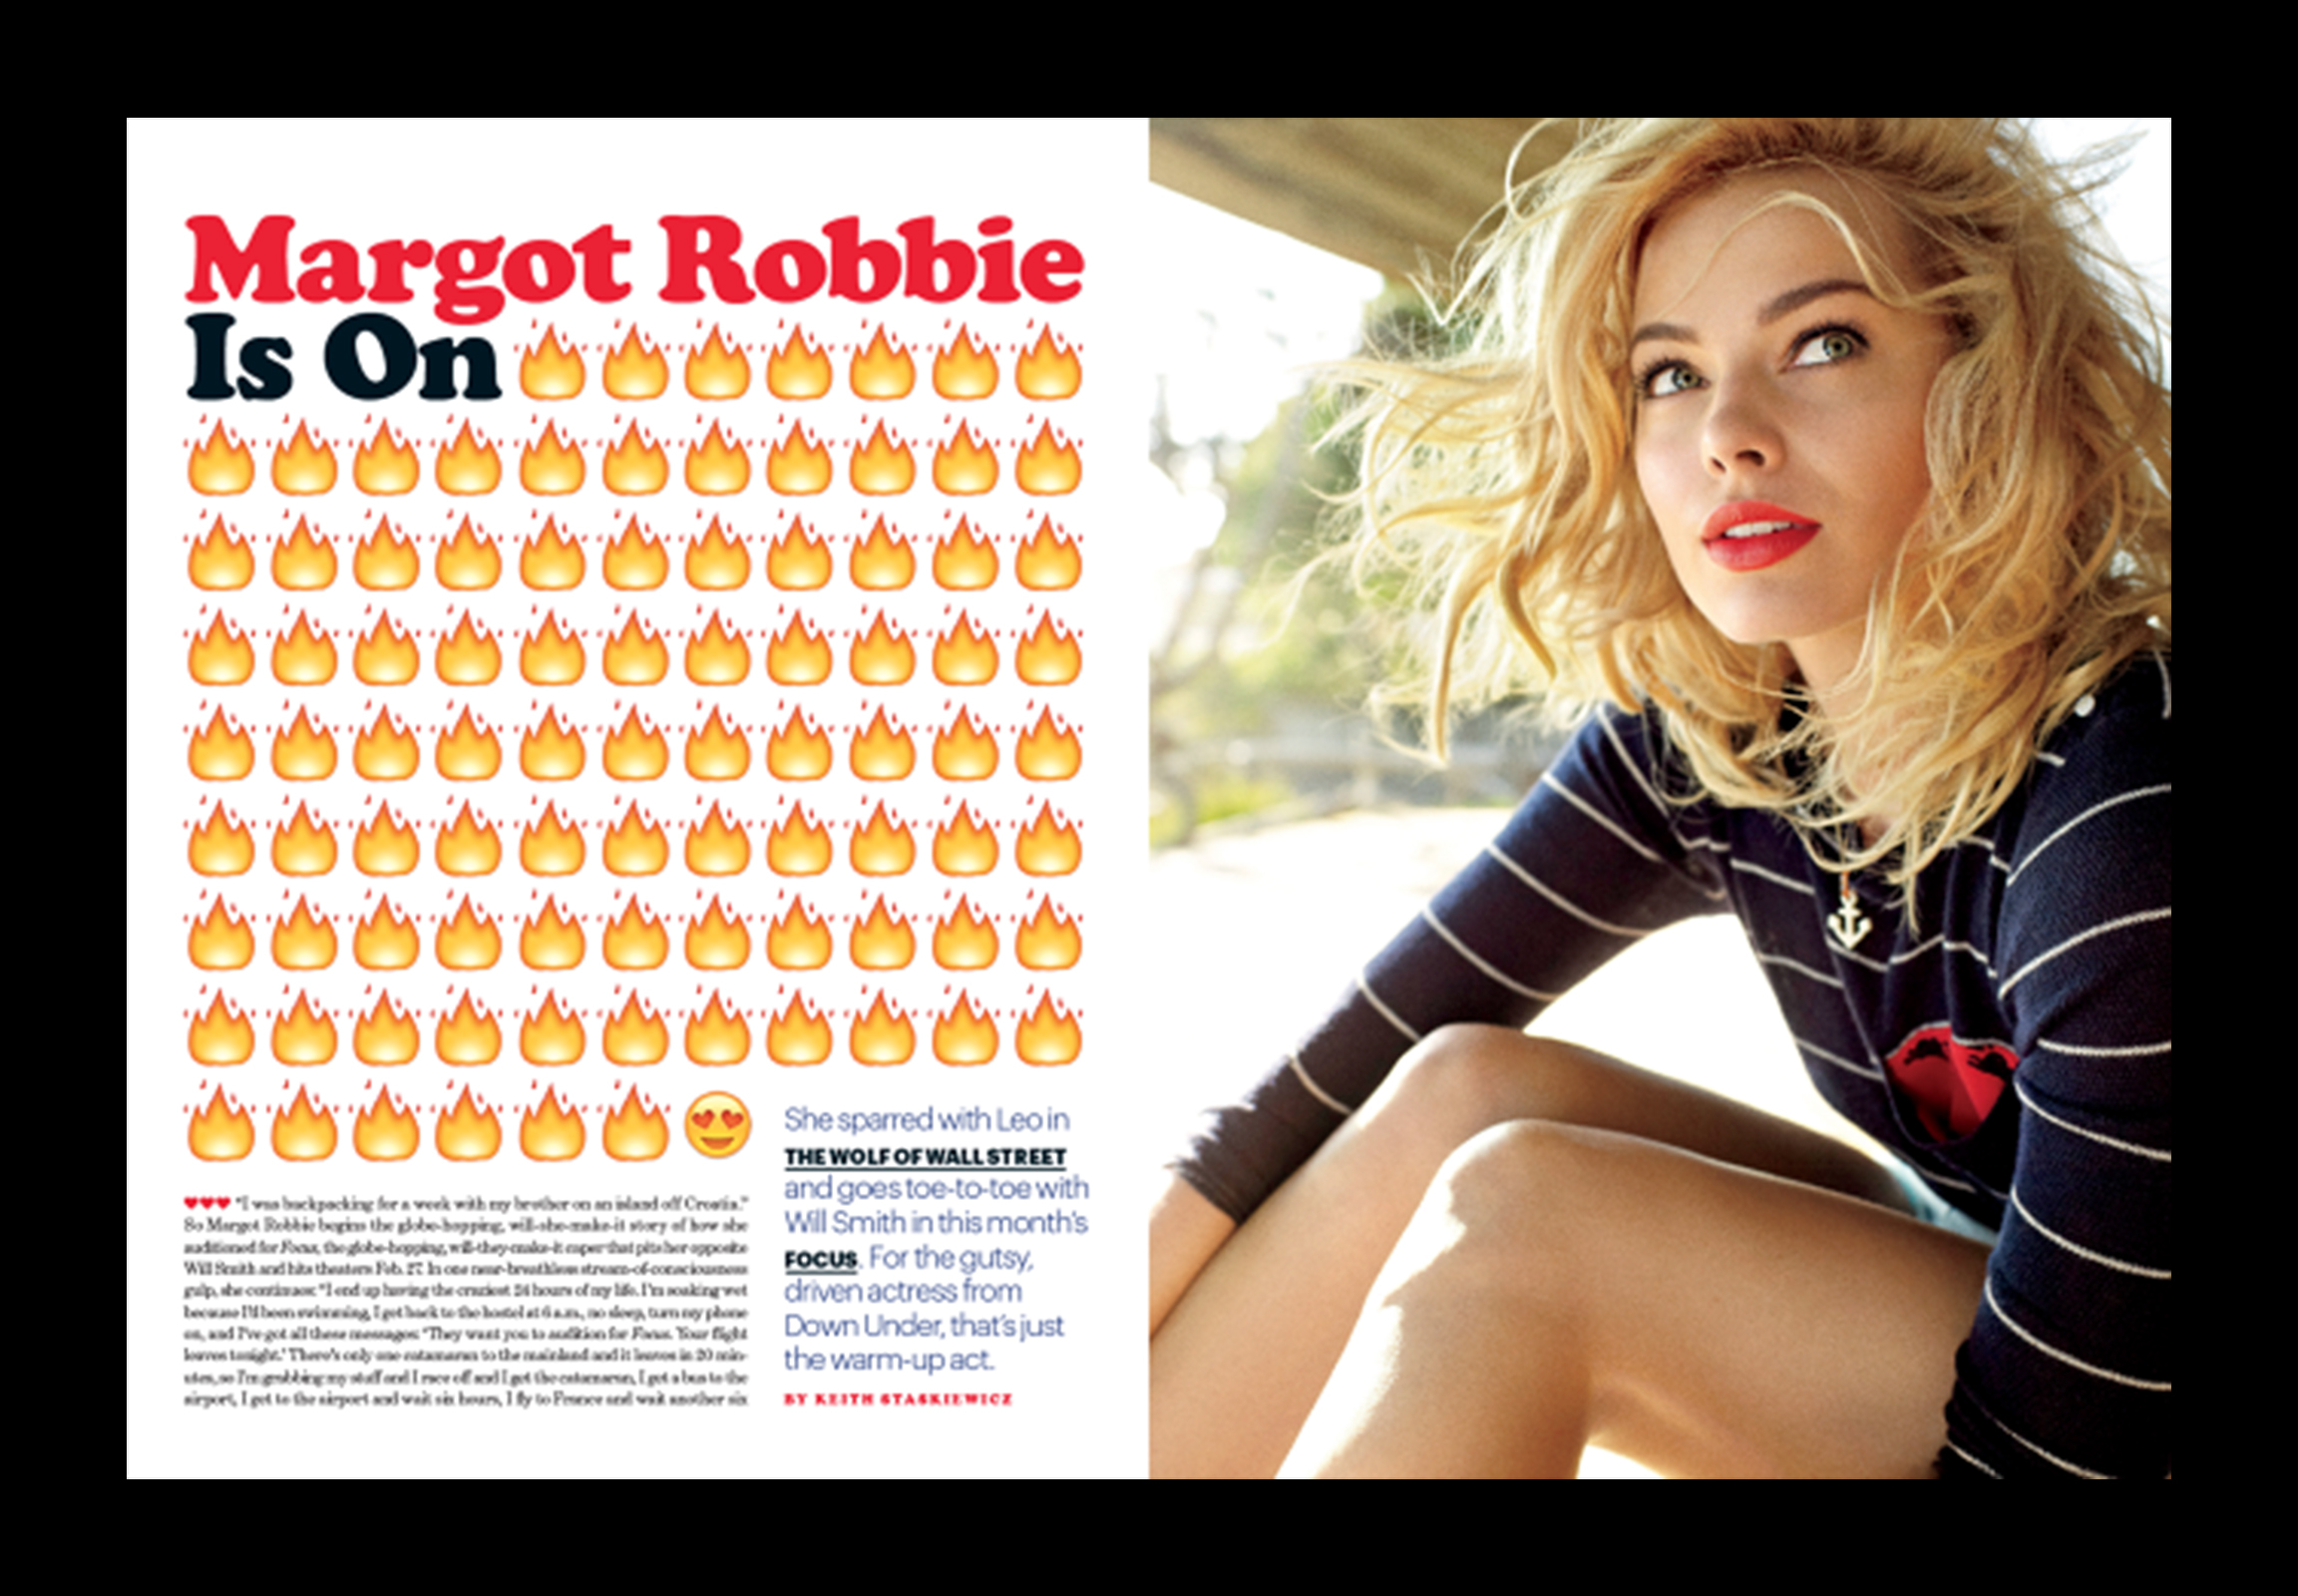 Margot Robbie
Is On
She sparred with Leo in
THE WOLF OF WALL STREET
and goes toe-to-toe with
Will Smith in this month's
FOCUS. For the gutsy,
driven actress from
Down Under, that's just
the warm-up act.
BY KEITH STASKIEWICZ
"I was backpacking for a week with my brother on an island off Croatia."
So Margot Robbie begins the globe-hopping, will-she-make-it story of how she
auditioned for Focus, the globe-hopping, will-they-make-it caper that pits her opposite
Will Smith and hits theaters Feb. 27. In one near-breathless stream-of-consciousness
gulp, she continues: "I end up having the craziest 24 hours of my life. I'm soaking wet
because I'll been swimming, I get back to the hostel at 6 a.m., no sleep, turn my phone
on, and I've got all these messages: 'They want you to audition for Focus. Your flight
leaves tonight.' There's only one catamaran to the mainland and it leaves in 20 min-
utes, so I'm grabbing my stuff and I race off and I get the catamaran, I get a bus to the
airport, I get to the airport and wait six hours, I fly to France and wait another six